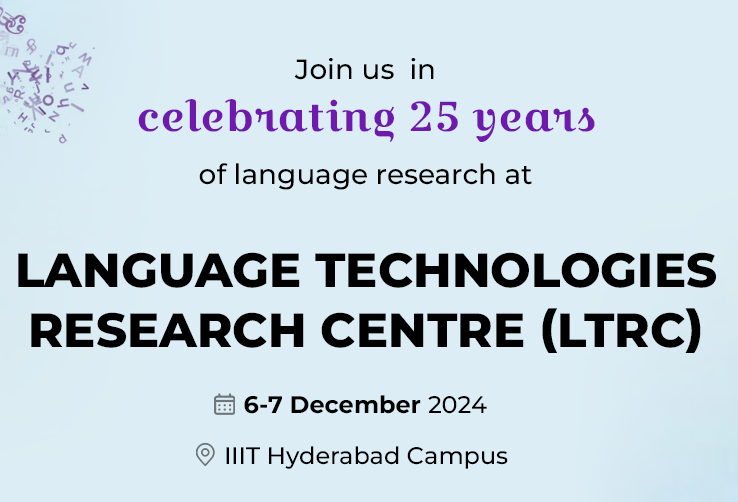 Join us in
celebrating 25 years
of language research at
LANGUAGE TECHNOLOGIES
RESEARCH CENTRE (LTRC)
6-7 December 2024
IIIT Hyderabad Campus